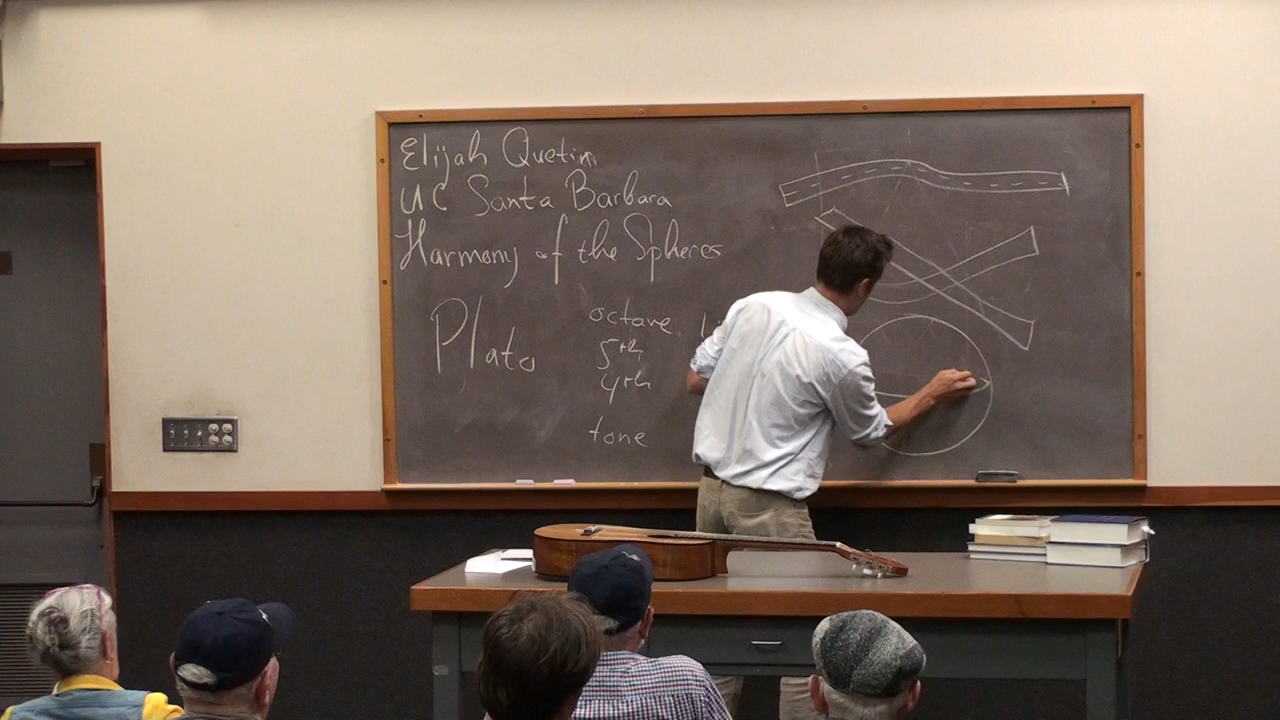 Elijah Quetin
UC Santa Barbara
Harmony of the Spheres
Plato
octave
5th
4th
tone